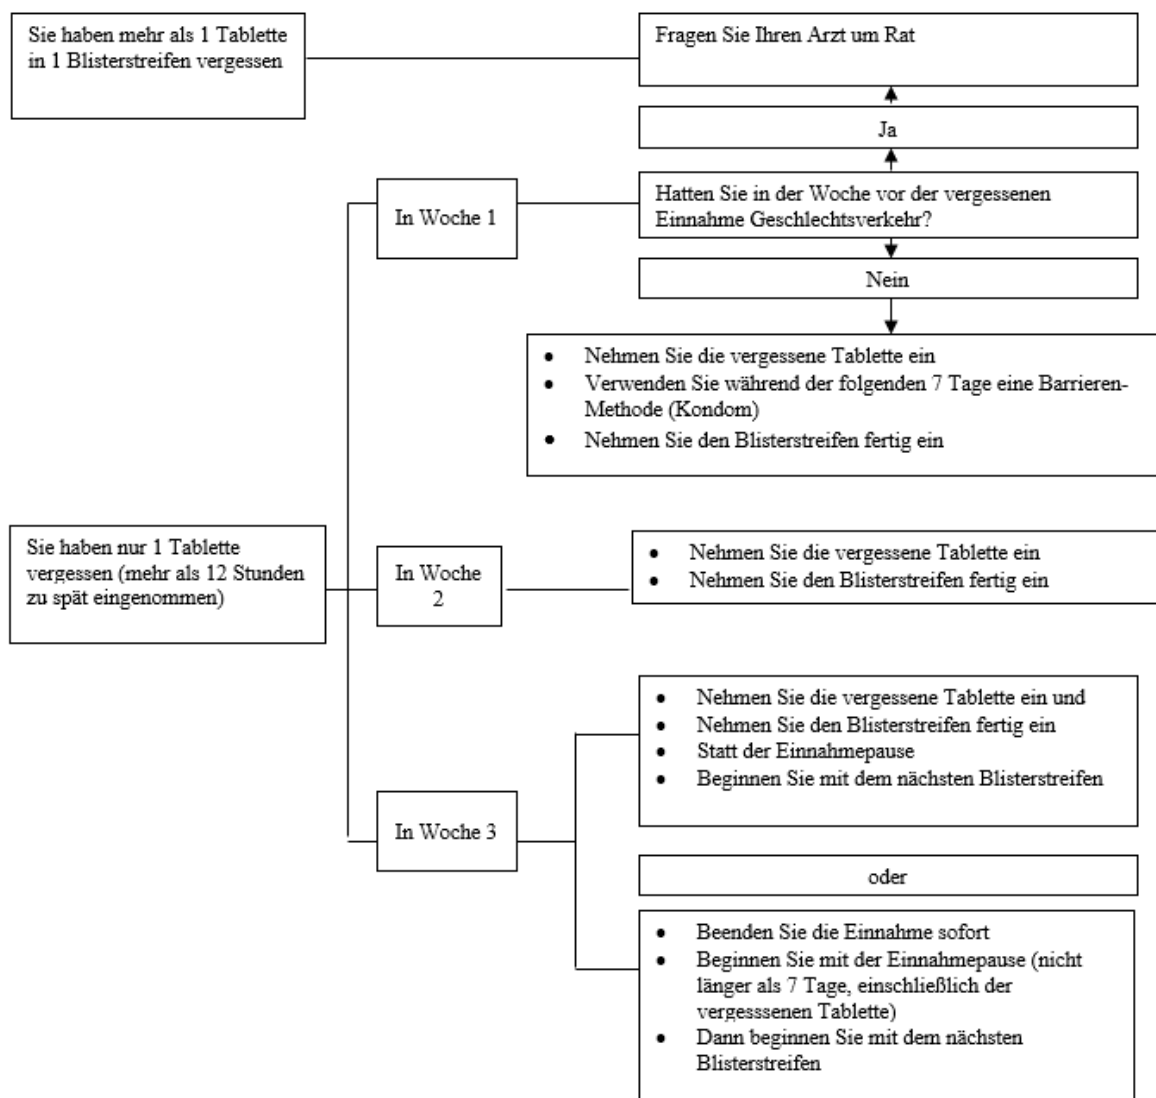 Sie haben mehr als 1 Tablette
in 1 Blisterstreifen vergessen
Fragen Sie Ihren Arzt um Rat
Ja
Hatten Sie in der Woche vor der vergessenen
Einnahme Geschlechtsverkehr?
In Woche 1
Nein
• Nehmen Sie die vergessene Tablette ein
• Verwenden Sie während der folgenden 7 Tage eine Barrieren-
Methode (Kondom)
• Nehmen Sie den Blisterstreifen fertig ein
Sie haben nur 1 Tablette
vergessen (mehr als 12 Stunden
zu spät eingenommen)
In Woche
2
• Nehmen Sie die vergessene Tablette ein
• Nehmen Sie den Blisterstreifen fertig ein
In Woche 3
• Nehmen Sie die vergessene Tablette ein und
• Nehmen Sie den Blisterstreifen fertig ein
• Statt der Einnahmepause
• Beginnen Sie mit dem nächsten Blisterstreifen
oder
• Beenden Sie die Einnahme sofort
• Beginnen Sie mit der Einnahmepause (nicht
länger als 7 Tage, einschließlich der
vergesssenen Tablette)
• Dann beginnen Sie mit dem nächsten
Blisterstreifen